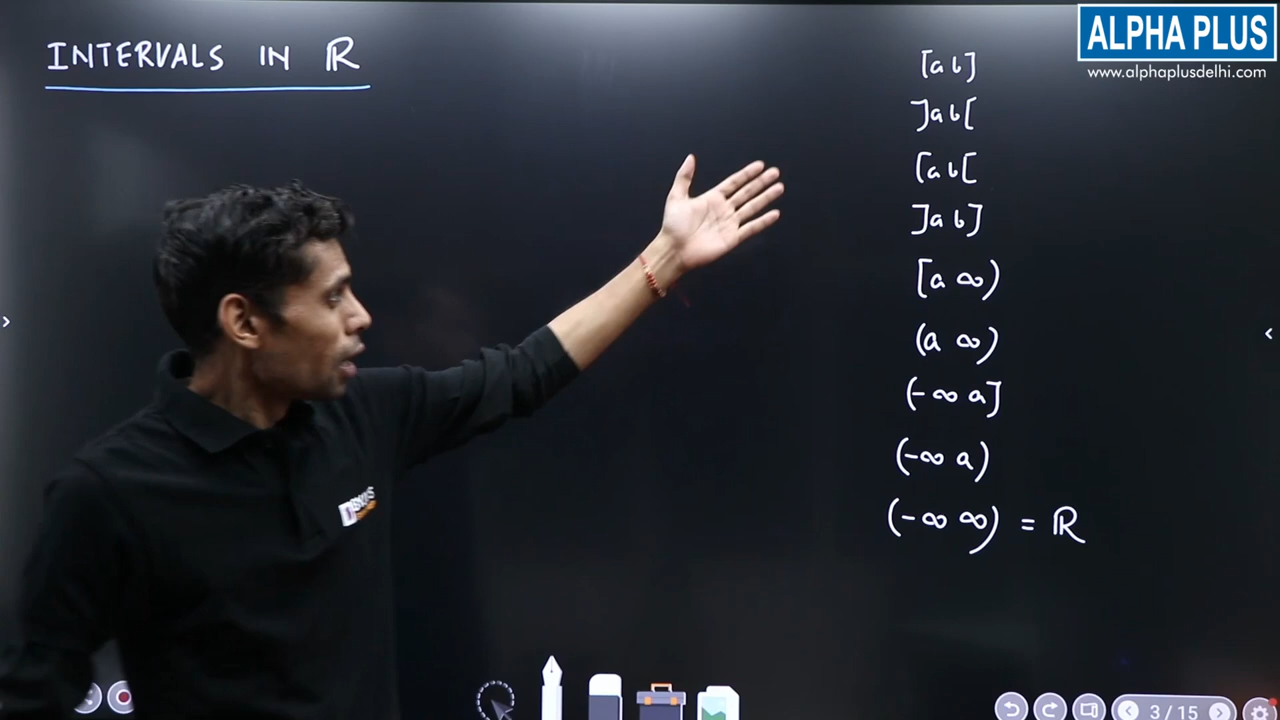 INTERVALS IN ℝ
ALPHA PLUS
www.alphaplusdelhi.com
[a b]
]a b[
[a b[
]a b]
[a ∞)
(a ∞)
(-∞ a]
(-∞ a)
(-∞ ∞) = ℝ
3/15